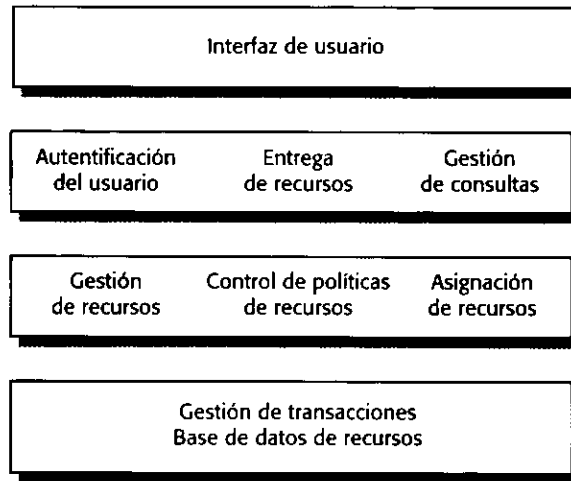 Interfaz de usuario
Autentificación
del usuario
Entrega
de recursos
Gestión
de consultas
Gestión
de recursos
Control de políticas
de recursos
Asignación
de recursos
Gestión de transacciones
Base de datos de recursos